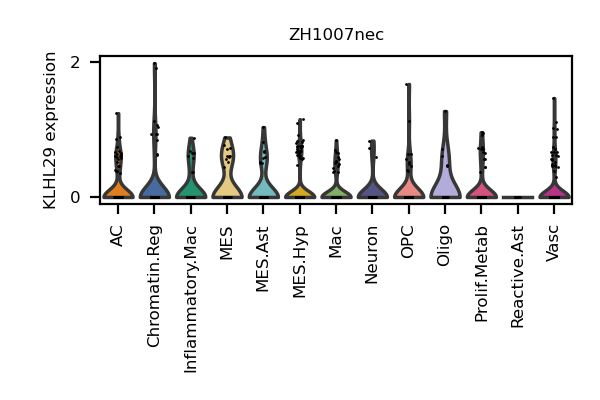 ZH1007nec
KLHL29 expression
2
0
AC
Chromatin.Reg
Inflammatory.Mac
MES
MES.Ast
MES.Hyp
Mac
Neuron
OPC
Oligo
Prolif.Metab
Reactive.Ast
Vasc